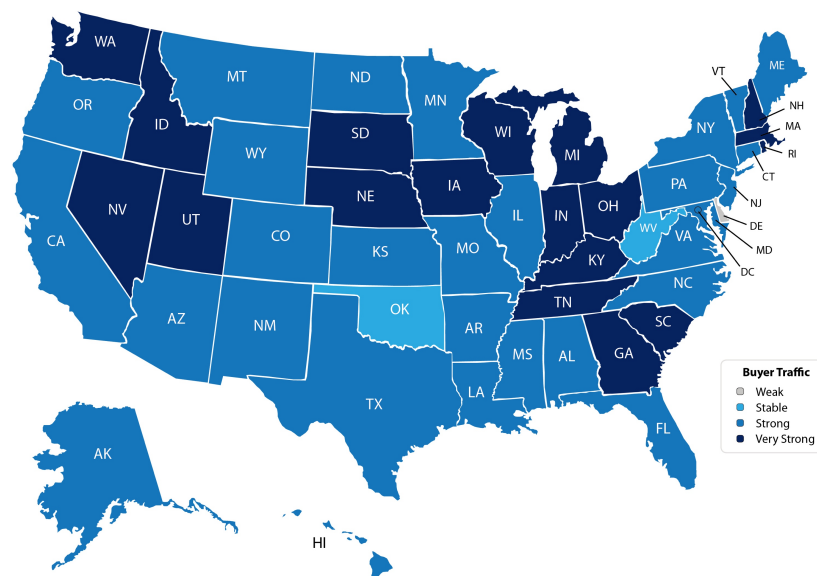 WA
MT
ND
MN
VT
ME
OR
ID
SD
WI
MI
NY
NH
MA
RI
CT
WY
NE
IA
PA
NJ
NV
UT
CO
IL
IN
OH
WV
VA
DE
MD
DC
CA
KS
MO
KY
NC
AZ
NM
OK
AR
TN
SC
MS
AL
GA
TX
LA
FL
AK
HI
Buyer Traffic
Weak
Stable
Strong
Very Strong